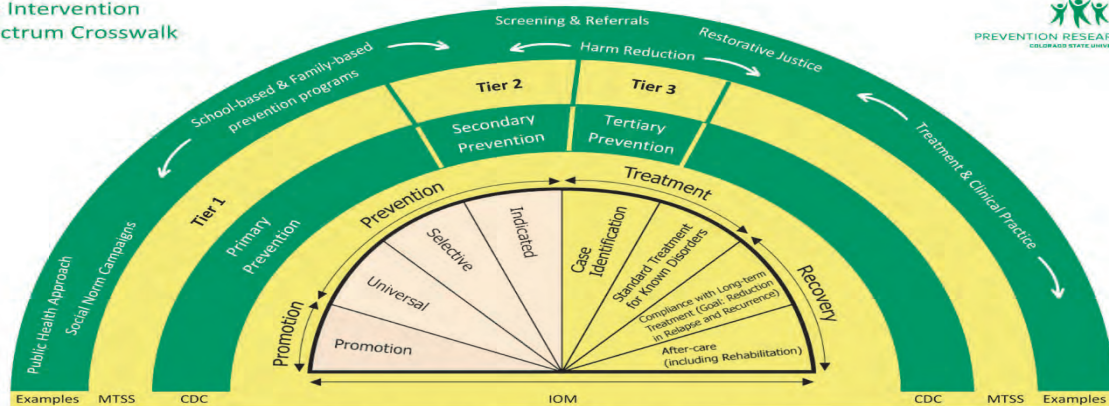 Intervention
ctrum Crosswalk
PREVENTION RESEAR
COLORADO STATE UNIVER
Screening & Referrals
School-based & Family-based
prevention programs
Harm Reduction
Restorative Justice
Treatment & Clinical Practice
Public Health Approach
Social Norm Campaigns
Tier 1
Tier 2
Tier 3
Primary
Prevention
Secondary
Prevention
Tertiary
Prevention
Promotion
Prevention
Treatment
Recovery
Promotion
Universal
Selective
Indicated
Case
Identification
Standard Treatment
for Known Disorders
Compliance with Long-term
Treatment (Goal: Reduction
in Relapse and Recurrence)
After-care
(including Rehabilitation)
Examples MTSS CDC IOM CDC MTSS Examples